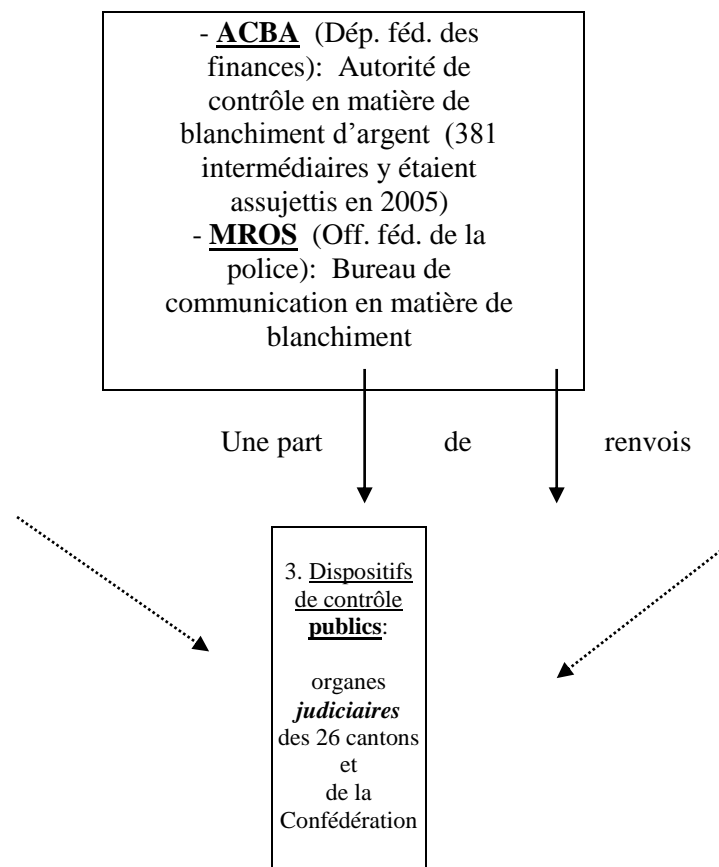 - ACBA (Dép. féd. des
finances): Autorité de
contrôle en matière de
blanchiment d’argent (381
intermédiaires y étaient
assujettis en 2005)
- MROS (Off. féd. de la
police): Bureau de
communication en matière de
blanchiment
Une part de renvois
3. Dispositifs
de contrôle
publics:
organes
judiciaires
des 26 cantons
et
de la
Confédération